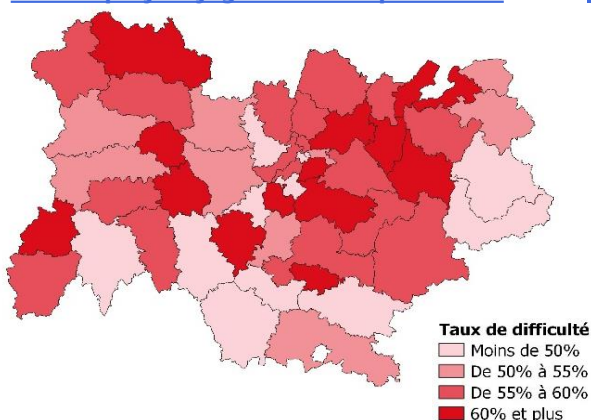 Taux de difficulté
Moins de 50%
De 50% à 55%
De 55% à 60%
60% et plus